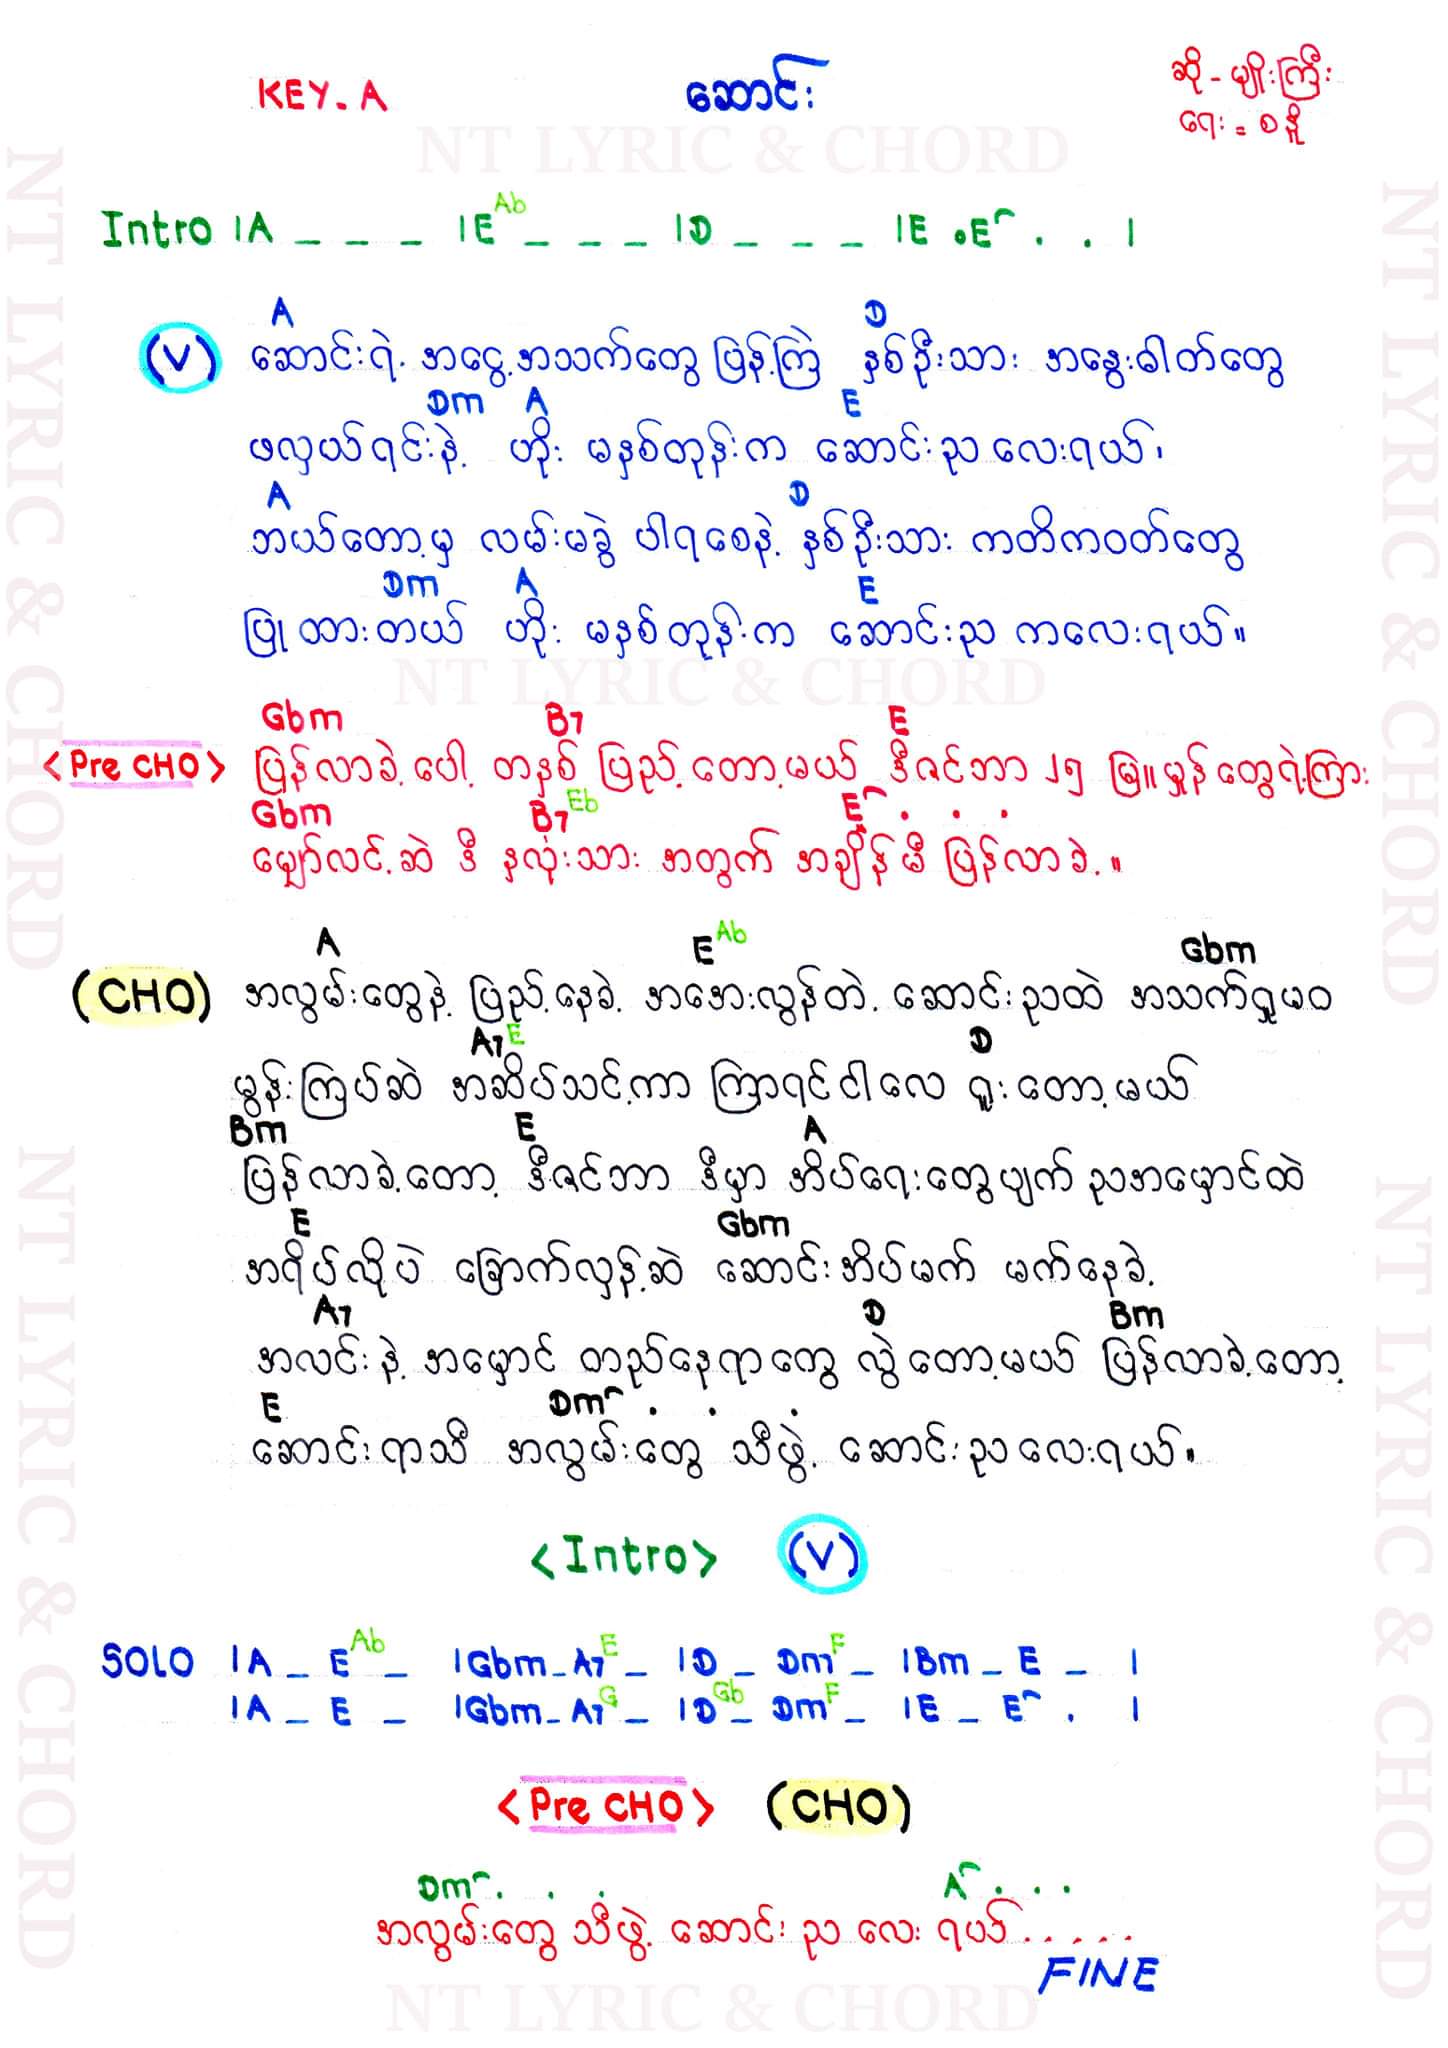 KEY. A
ဆောင်း
ဆို - မျိုးကြီး
ရေး = စနိူ
NT LYRIC & CHORD
Intro |A _ _ _ |E Ab _ _ _ |D _ _ _ |E .E^ . . |
A D
(V) ဆောင်းရဲ့ အငွေ့အသက်တွေ ပြန့်ကြဲ နှစ်ဦးသား အနွေးဓါတ်တွေ
Dm A E
ဖလှယ်ရင်းနဲ့ ဟိုး မနှစ်တုန်းက ဆောင်းညလေးရယ်၊
A D
ဘယ်တော့မှ လမ်းမခွဲ ပါရစေနဲ့ နှစ်ဦးသား ကတိကဝတ်တွေ
Dm A E
ပြုထားတယ် ဟိုး မနှစ်တုန်းက ဆောင်းည ကလေးရယ်။
NT LYRIC & CHORD
Gbm B7 E
<Pre CHO> ပြန်လာခဲ့ပေါ့ တနှစ် ပြည့်တော့မယ် ဒီဇင်ဘာ ၂၅ မြဲ။ မှုန်တွေရဲ့ကြား
Gbm B7 Eb E^ . . .
မျှော်လင့်ဆဲ ဒီ နှလုံးသား အတွက် အချိန်မီ ပြန်လာခဲ့။
A E Ab Gbm
(CHO) အလွမ်းတွေနဲ့ ပြည့်နေခဲ့ အအေးလွန်တဲ့ ဆောင်းညထဲ အသက်ရှူမဝ
A7 E D
မွန်းကြပ်ဆဲ အဆိပ်သင့်ကာ ကြာရင်ငါလေ ရူးတော့မယ်
Bm E A
ပြန်လာခဲ့တော့ ဒီဇင်ဘာ ဒီမှာ အိပ်ရေးတွေပျက် ညအမှောင်ထဲ
E Gbm
အရိပ်လိုပဲ ခြောက်လှန့်ဆဲ ဆောင်းအိပ်မက် မက်နေခဲ့
A7 D Bm
အလင်းနဲ့ အမှောင် တည်နေရာတွေ လွဲတော့မယ် ပြန်လာခဲ့တော့
E Dm^ . . .
ဆောင်းရာသီ အလွမ်းတွေ သီဖွဲ့ ဆောင်းညလေးရယ်။
<Intro> (V)
SOLO |A _ E Ab _ |Gbm _ A7 E _ |D _ Dm F _ |Bm _ E _ |
|A _ E _ |Gbm _ A7 G _ |D Gb _ Dm F _ |E _ E^ . |
<Pre CHO> (CHO)
Dm^ . . . A^ . . .
အလွမ်းတွေ သီဖွဲ့ ဆောင်း ည လေး ရယ် . . . . .
FINE
NT LYRIC & CHORD
NT LYRIC & CHORD
NT LYRIC & CHORD
NT LYRIC & CHORD
NT LYRIC & CHORD